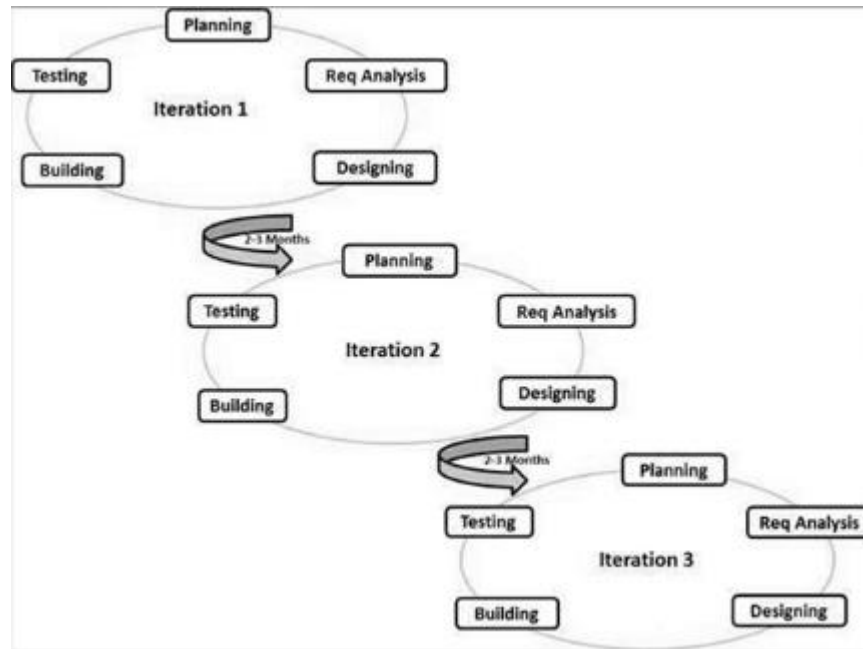 Planning
Testing
Req Analysis
Iteration 1
Building
Designing
2-3 Months
Planning
Testing
Req Analysis
Iteration 2
Designing
Building
2-3 Months
Planning
Testing
Req Analysis
Iteration 3
Building
Designing